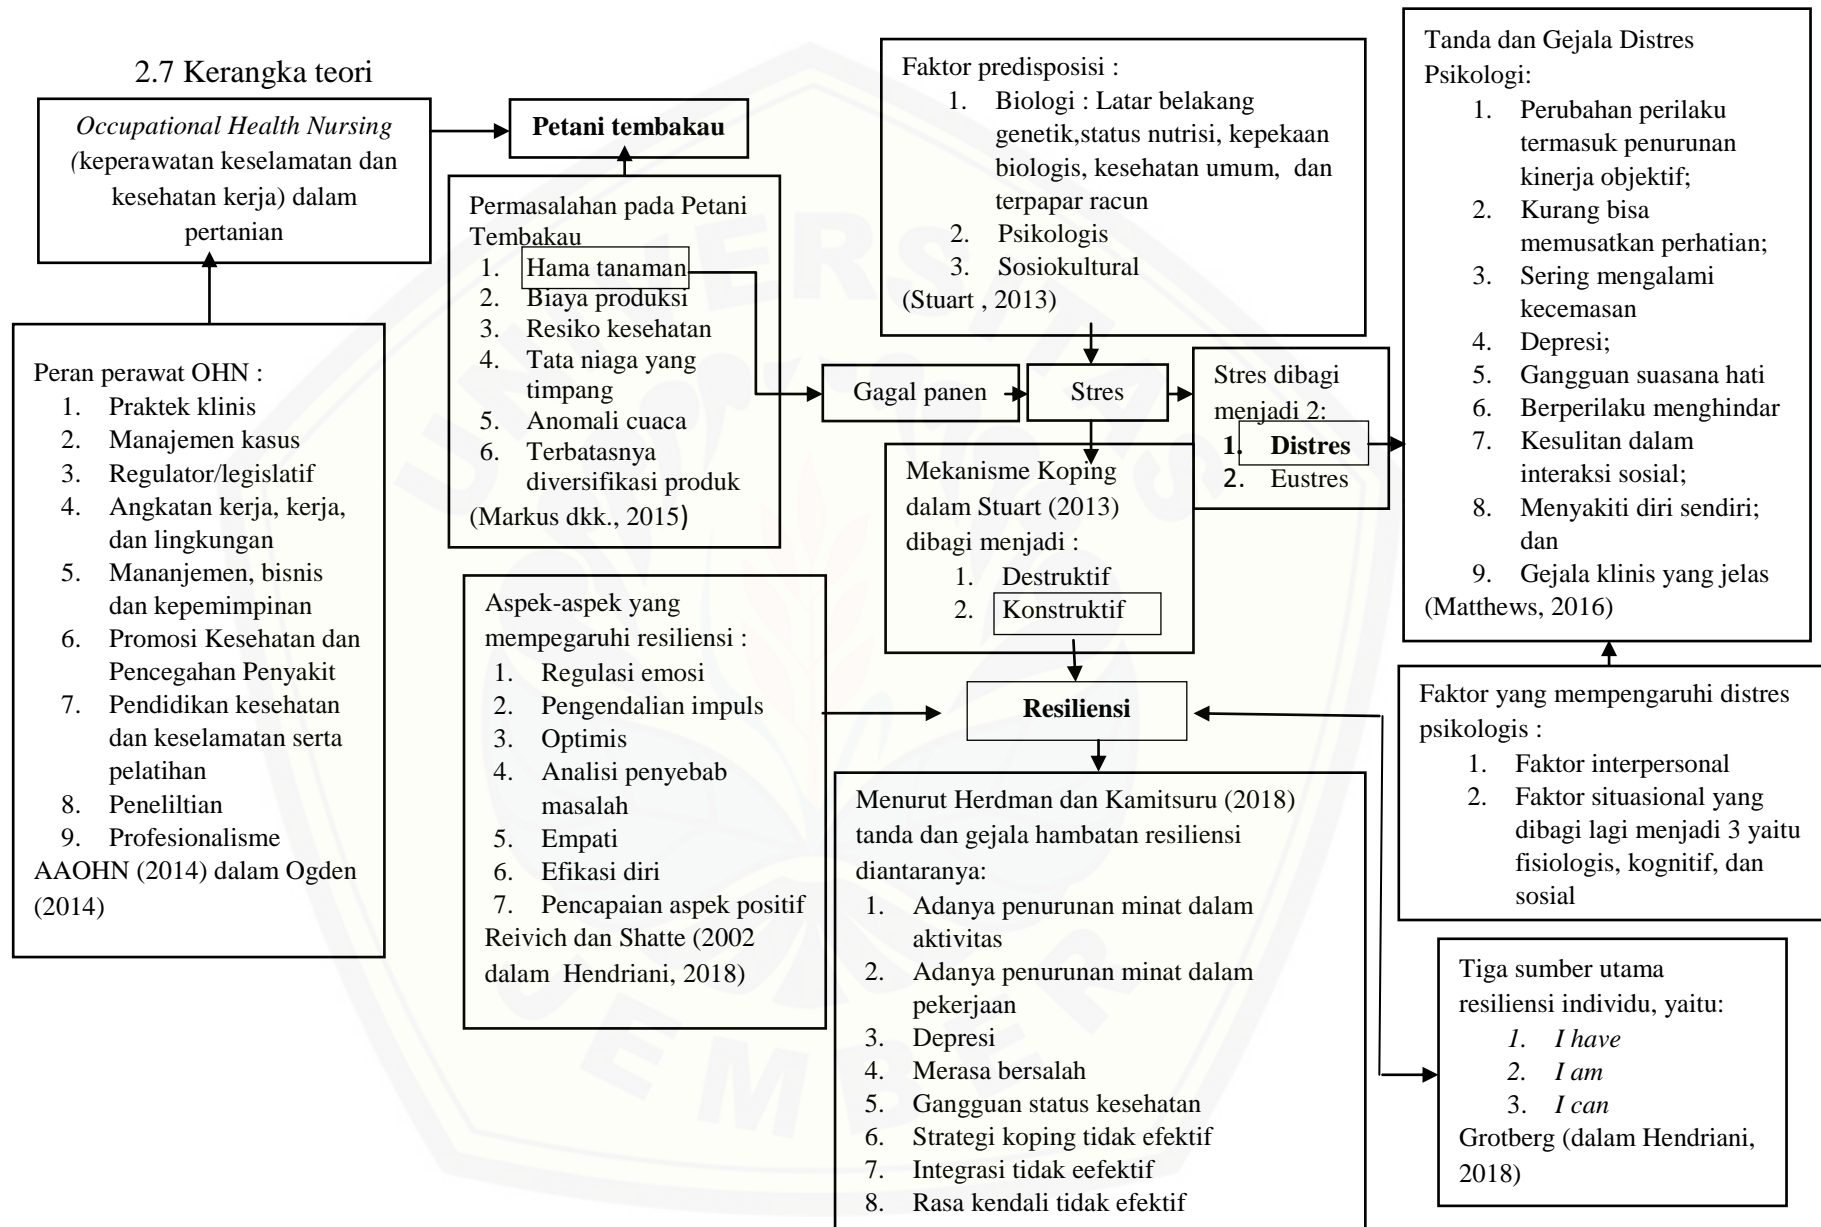 2.7 Kerangka teori
Occupational Health Nursing
(keperawatan keselamatan dan
kesehatan kerja) dalam
pertanian
Peran perawat OHN :
1. Praktek klinis
2. Manajemen kasus
3. Regulator/legislatif
4. Angkatan kerja, kerja,
dan lingkungan
5. Mananjemen, bisnis
dan kepemimpinan
6. Promosi Kesehatan dan
Pencegahan Penyakit
7. Pendidikan kesehatan
dan keselamatan serta
pelatihan
8. Peneliltian
9. Profesionalisme
AAOHN (2014) dalam Ogden
(2014)
Petani tembakau
Permasalahan pada Petani
Tembakau
1. Hama tanaman
2. Biaya produksi
3. Resiko kesehatan
4. Tata niaga yang
timpang
5. Anomali cuaca
6. Terbatasnya
diversifikasi produk
(Markus dkk., 2015)
Aspek-aspek yang
mempegaruhi resiliensi :
1. Regulasi emosi
2. Pengendalian impuls
3. Optimis
4. Analisi penyebab
masalah
5. Empati
6. Efikasi diri
7. Pencapaian aspek positif
Reivich dan Shatte (2002
dalam Hendriani, 2018)
Faktor predisposisi :
1. Biologi : Latar belakang
genetik,status nutrisi, kepekaan
biologis, kesehatan umum, dan
terpapar racun
2. Psikologis
3. Sosiokultural
(Stuart , 2013)
Gagal panen
Stres
Stres dibagi
menjadi 2:
1. Distres
2. Eustres
Mekanisme Koping
dalam Stuart (2013)
dibagi menjadi :
1. Destruktif
2. Konstruktif
Resiliensi
Menurut Herdman dan Kamitsuru (2018)
tanda dan gejala hambatan resiliensi
diantaranya:
1. Adanya penurunan minat dalam
aktivitas
2. Adanya penurunan minat dalam
pekerjaan
3. Depresi
4. Merasa bersalah
5. Gangguan status kesehatan
6. Strategi koping tidak efektif
7. Integrasi tidak eefektif
8. Rasa kendali tidak efektif
Tanda dan Gejala Distres
Psikologi:
1. Perubahan perilaku
termasuk penurunan
kinerja objektif;
2. Kurang bisa
memusatkan perhatian;
3. Sering mengalami
kecemasan
4. Depresi;
5. Gangguan suasana hati
6. Berperilaku menghindar
7. Kesulitan dalam
interaksi sosial;
8. Menyakiti diri sendiri;
dan
9. Gejala klinis yang jelas
(Matthews, 2016)
Faktor yang mempengaruhi distres
psikologis :
1. Faktor interpersonal
2. Faktor situasional yang
dibagi lagi menjadi 3 yaitu
fisiologis, kognitif, dan
sosial
Tiga sumber utama
resiliensi individu, yaitu:
1. I have
2. I am
3. I can
Grotberg (dalam Hendriani,
2018)
UNIVERSITAS
JEMBER